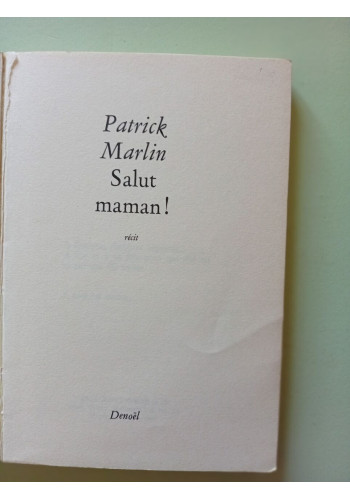 Patrick
Marlin
Salut
maman!
récit
Denoël